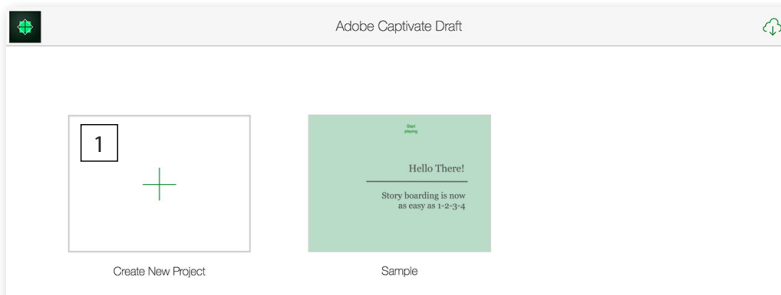 Adobe Captivate Draft
1
Start
playing
Hello There!
Story boarding is now
as easy as 1-2-3-4
Create New Project
Sample